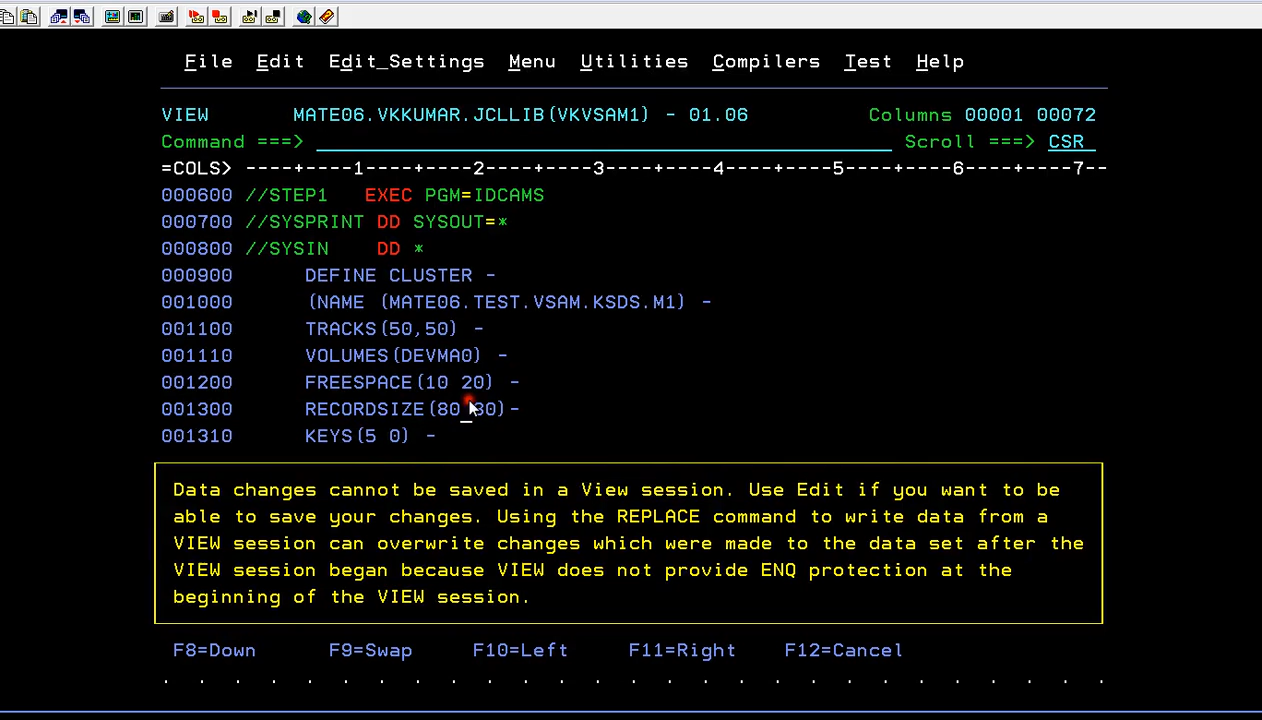 File Edit Edit_Settings Menu Utilities Compilers Test Help
VIEW MATE06.VKKUMAR.JCLLIB(VKVSAM1) - 01.06 Columns 00001 00072
Command ===> Scroll ===> CSR
=COLS> ----+----1----+----2----+----3----+----4----+----5----+----6----+----7--
000600 //STEP1 EXEC PGM=IDCAMS
000700 //SYSPRINT DD SYSOUT=*
000800 //SYSIN DD *
000900 DEFINE CLUSTER -
001000 (NAME (MATE06.TEST.VSAM.KSDS.M1) -
001100 TRACKS(50,50) -
001110 VOLUMES(DEVMA0) -
001200 FREESPACE(10 20) -
001300 RECORDSIZE(80 80)-
001310 KEYS(5 0) -
Data changes cannot be saved in a View session. Use Edit if you want to be
able to save your changes. Using the REPLACE command to write data from a
VIEW session can overwrite changes which were made to the data set after the
VIEW session began because VIEW does not provide ENQ protection at the
beginning of the VIEW session.
F8=Down F9=Swap F10=Left F11=Right F12=Cancel